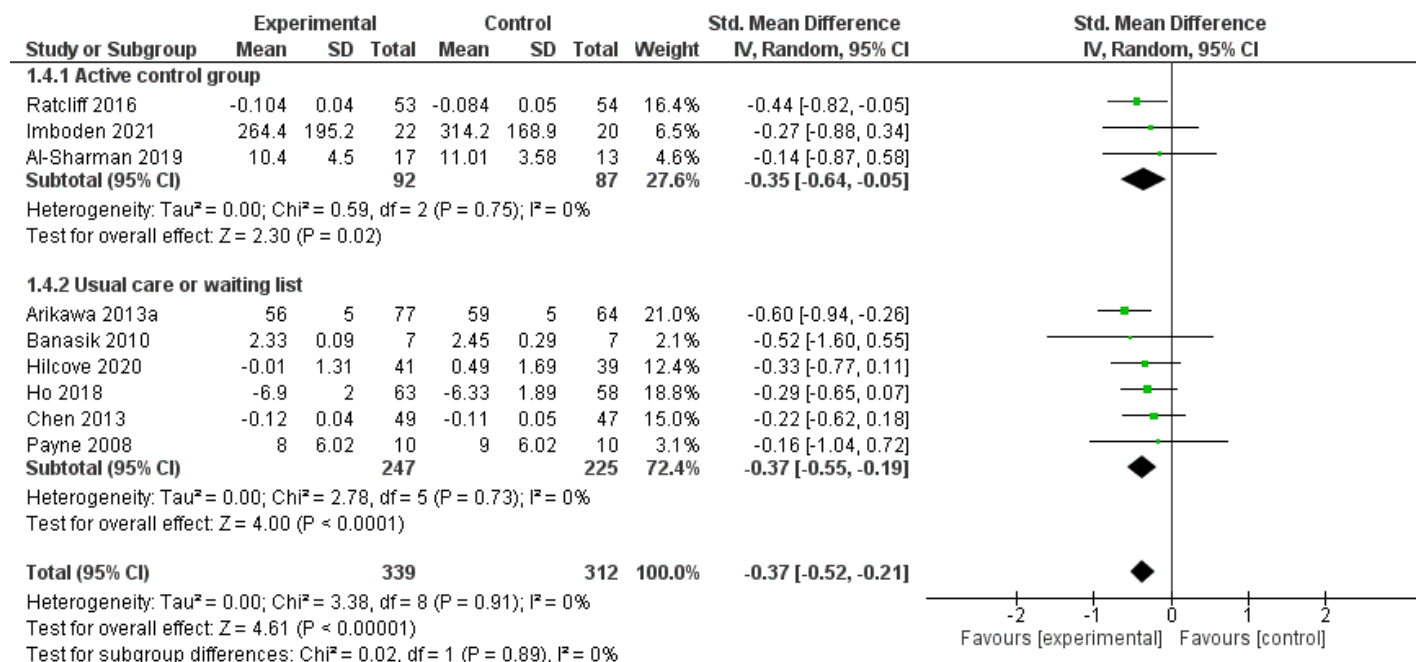 Experimental Control Std. Mean Difference Std. Mean Difference
Study or Subgroup Mean SD Total Mean SD Total Weight IV, Random, 95% CI IV, Random, 95% CI
1.4.1 Active control group
Ratcliff 2016 -0.104 0.04 53 -0.084 0.05 54 16.4% -0.44 [-0.82, -0.05]
Imboden 2021 264.4 195.2 22 314.2 168.9 20 6.5% -0.27 [-0.88, 0.34]
Al-Sharman 2019 10.4 4.5 17 11.01 3.58 13 4.6% -0.14 [-0.87, 0.58]
Subtotal (95% CI) 92 87 27.6% -0.35 [-0.64, -0.05]
Heterogeneity: Tau² = 0.00; Chi² = 0.59, df = 2 (P = 0.75); I² = 0%
Test for overall effect: Z = 2.30 (P = 0.02)
1.4.2 Usual care or waiting list
Arikawa 2013a 56 5 77 59 5 64 21.0% -0.60 [-0.94, -0.26]
Banasik 2010 2.33 0.09 7 2.45 0.29 7 2.1% -0.52 [-1.60, 0.55]
Hilcove 2020 -0.01 1.31 41 0.49 1.69 39 12.4% -0.33 [-0.77, 0.11]
Ho 2018 -6.9 2 63 -6.33 1.89 58 18.8% -0.29 [-0.65, 0.07]
Chen 2013 -0.12 0.04 49 -0.11 0.05 47 15.0% -0.22 [-0.62, 0.18]
Payne 2008 8 6.02 10 9 6.02 10 3.1% -0.16 [-1.04, 0.72]
Subtotal (95% CI) 247 225 72.4% -0.37 [-0.55, -0.19]
Heterogeneity: Tau² = 0.00; Chi² = 2.78, df = 5 (P = 0.73); I² = 0%
Test for overall effect: Z = 4.00 (P < 0.0001)
Total (95% CI) 339 312 100.0% -0.37 [-0.52, -0.21]
Heterogeneity: Tau² = 0.00; Chi² = 3.38, df = 8 (P = 0.91); I² = 0%
Test for overall effect: Z = 4.61 (P < 0.00001)
Test for subgroup differences: Chi² = 0.02, df = 1 (P = 0.89), I² = 0%
-2 -1 0 1 2
Favours [experimental] Favours [control]